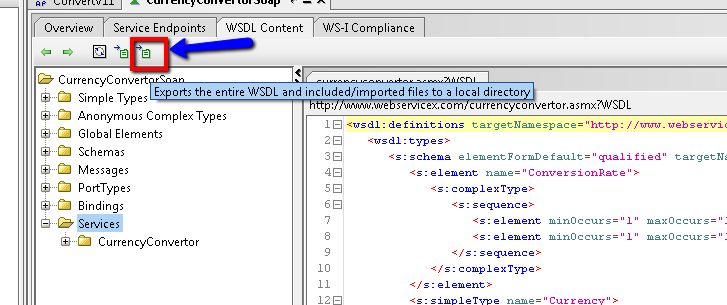 CurrencyConvertorSoap
Overview
Service Endpoints
WSDL Content
WS-I Compliance
CurrencyConvertorSoap
Simple Types
Anonymous Complex Types
Global Elements
Schemas
Messages
PortTypes
Bindings
Services
CurrencyConvertor
Exports the entire WSDL and included/imported files to a local directory
http://www.webservicex.com/currencyconvertor.asmx?WSDL
1 <wsdl:definitions targetNamespace="http://www.webservic
2 <wsdl:types>
3 <s:schema elementFormDefault="qualified" targetNa
4 <s:element name="ConversionRate">
5 <s:complexType>
6 <s:sequence>
7 <s:element minOccurs="1" maxOccurs="1
8 <s:element minOccurs="1" maxOccurs="1
9 </s:sequence>
10 </s:complexType>
11 </s:element>
12 <s:simpleType name="Currency">